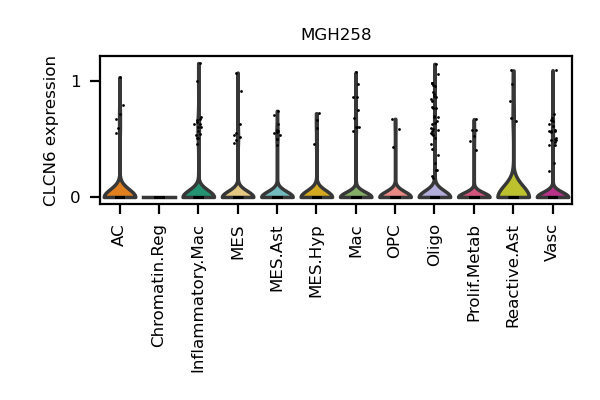 MGH258
CLCN6 expression
1
0
AC
Chromatin.Reg
Inflammatory.Mac
MES
MES.Ast
MES.Hyp
Mac
OPC
Oligo
Prolif.Metab
Reactive.Ast
Vasc